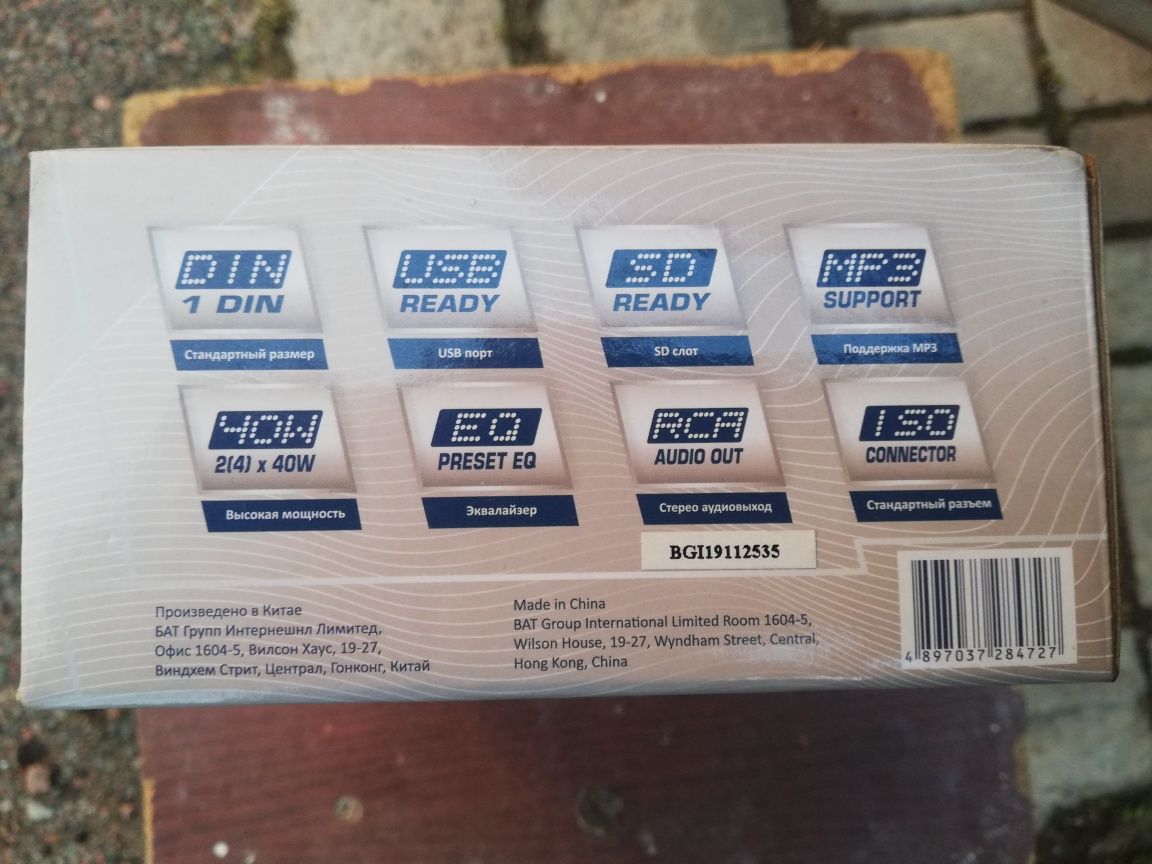 DIN
1 DIN
Стандартный размер
USB
READY
USB порт
SD
READY
SD слот
MP3
SUPPORT
Поддержка MP3
40W
2(4) x 40W
Высокая мощность
EQ
PRESET EQ
Эквалайзер
RCA
AUDIO OUT
Стерео аудиовыход
ISO
CONNECTOR
Стандартный разъем
BGI19112535
Произведено в Китае
БАТ Групп Интернешнл Лимитед,
Офис 1604-5, Вилсон Хаус, 19-27,
Виндхем Стрит, Централ, Гонконг, Китай
Made in China
BAT Group International Limited Room 1604-5,
Wilson House, 19-27, Wyndham Street, Central,
Hong Kong, China
4 897037 284727